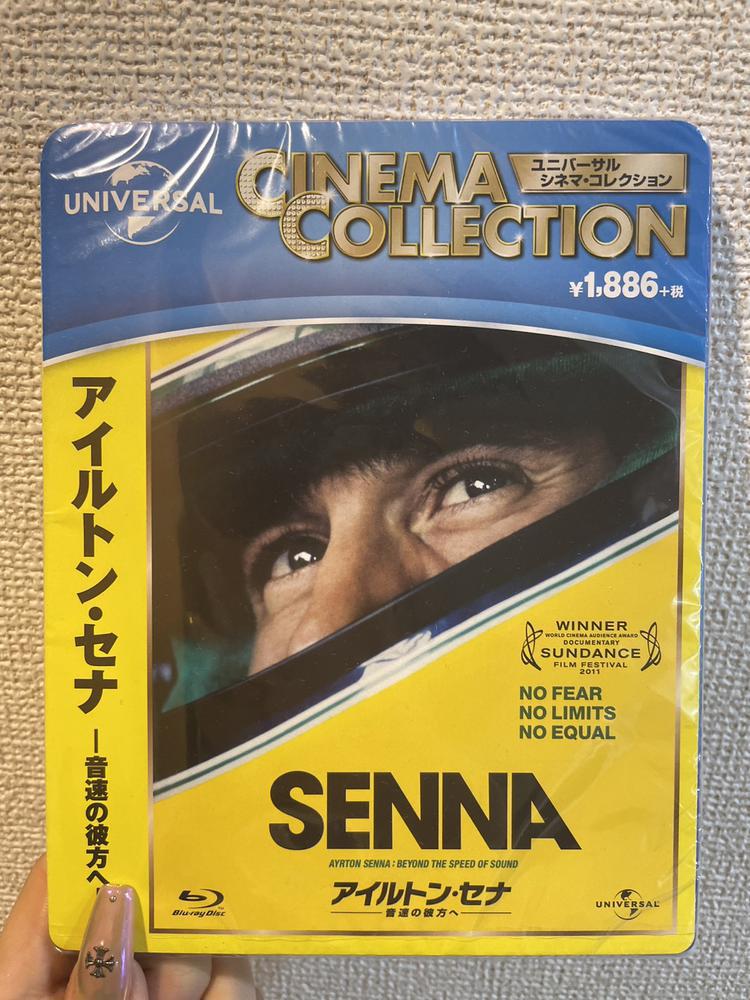 UNIVERSAL
CINEMA
COLLECTION
ユニバーサル
シネマ・コレクション
¥1,886+税
アイルトン・セナ
―音速の彼方へ
WINNER
WORLD CINEMA AUDIENCE AWARD
DOCUMENTARY
SUNDANCE
FILM FESTIVAL
2011
NO FEAR
NO LIMITS
NO EQUAL
SENNA
AYRTON SENNA : BEYOND THE SPEED OF SOUND
アイルトン・セナ
音速の彼方へ
Blu-ray Disc
UNIVERSAL